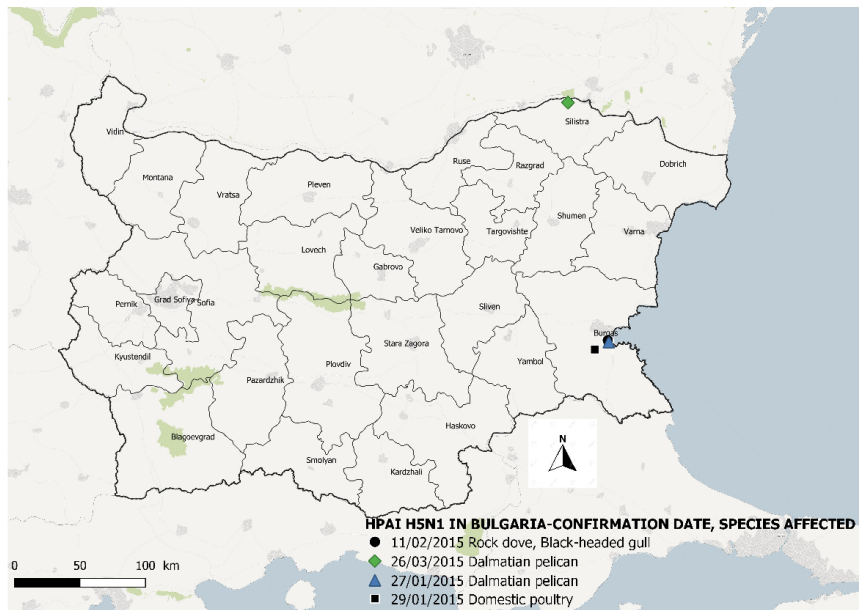 Vidin
Montana
Vratsa
Pleven
Ruse
Razgrad
Silistra
Dobrich
Lovech
Veliko Tarnovo
Targovishte
Shumen
Varna
Gabrovo
Pernik
Grad Sofiya
Sofia
Sliven
Burgas
Kyustendil
Pazardzhik
Plovdiv
Stara Zagora
Yambol
Blagoevgrad
Haskovo
Smolyan
Kardzhali
N
HPAI H5N1 IN BULGARIA-CONFIRMATION DATE, SPECIES AFFECTED
11/02/2015 Rock dove, Black-headed gull
26/03/2015 Dalmatian pelican
27/01/2015 Dalmatian pelican
29/01/2015 Domestic poultry
0 50 100 km